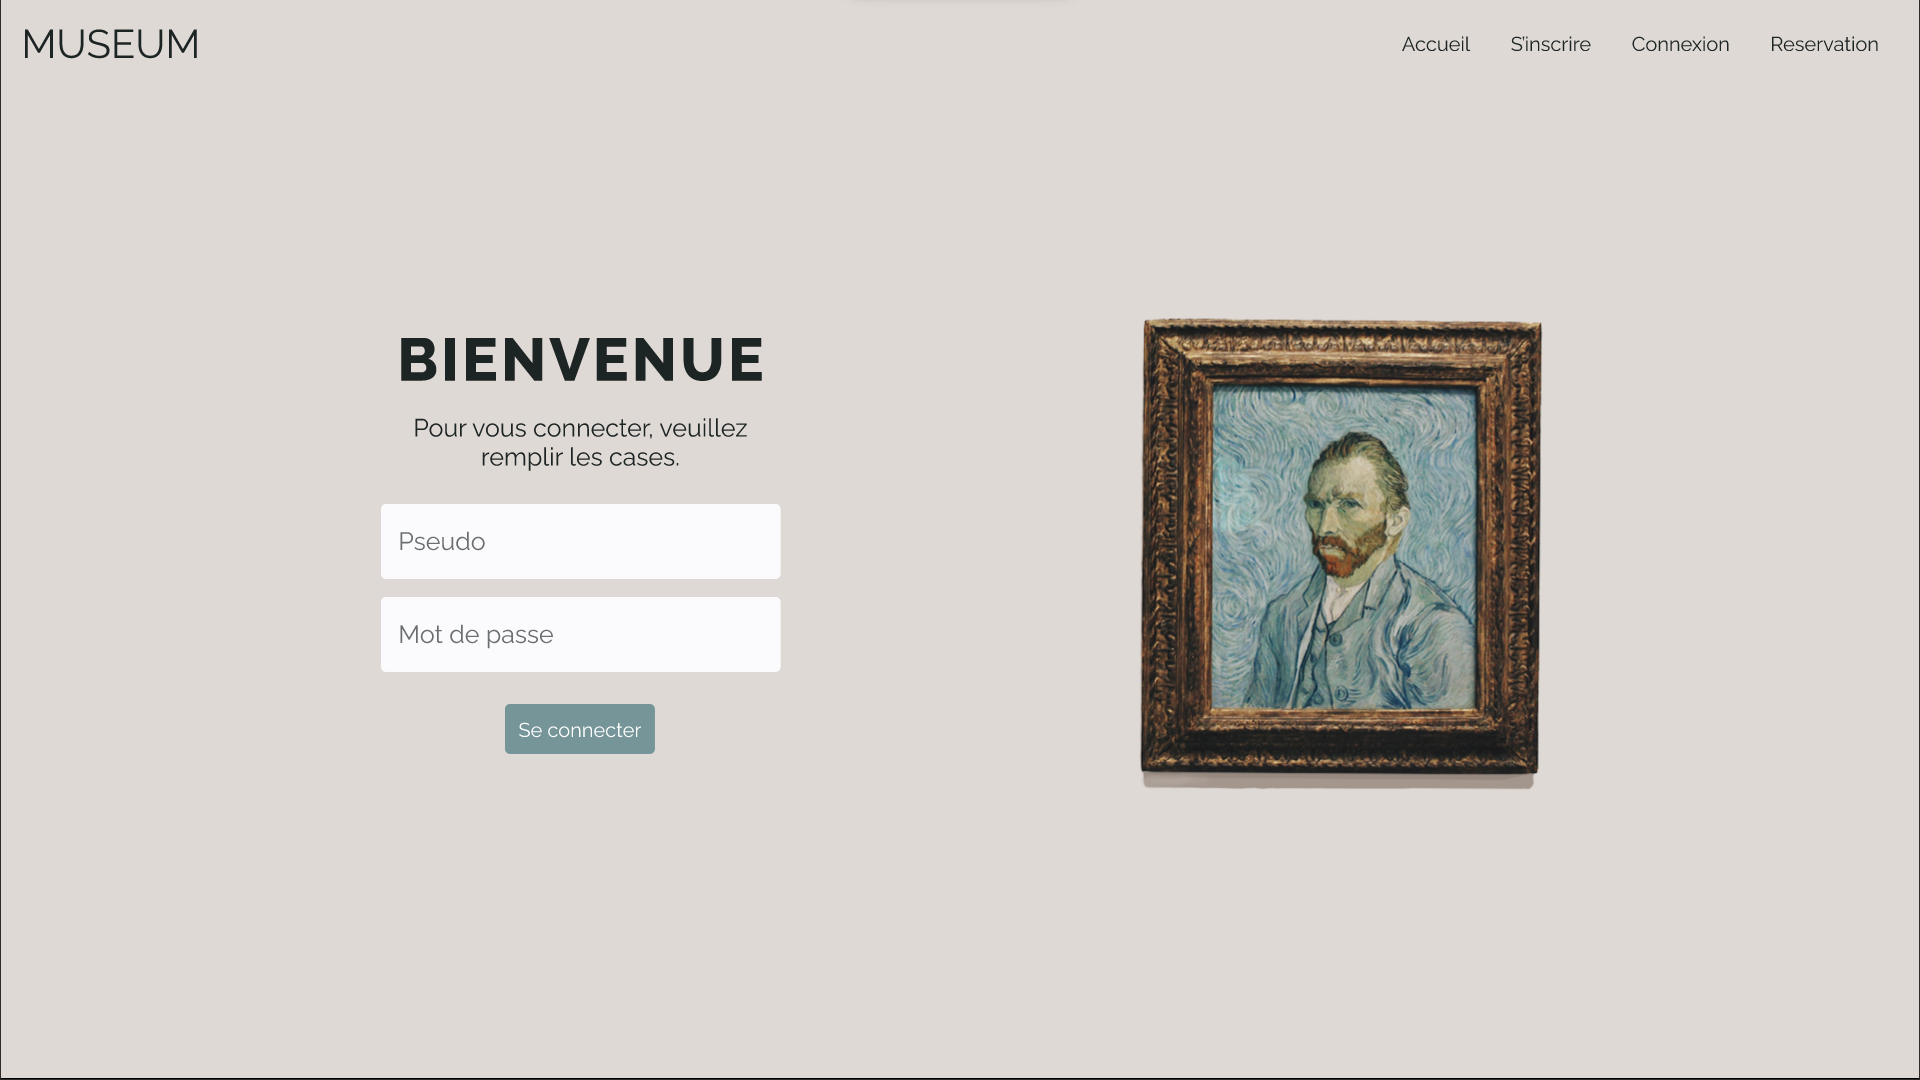 MUSEUM
Accueil S'inscrire Connexion Reservation
BIENVENUE
Pour vous connecter, veuillez
remplir les cases.
Pseudo
Mot de passe
Se connecter